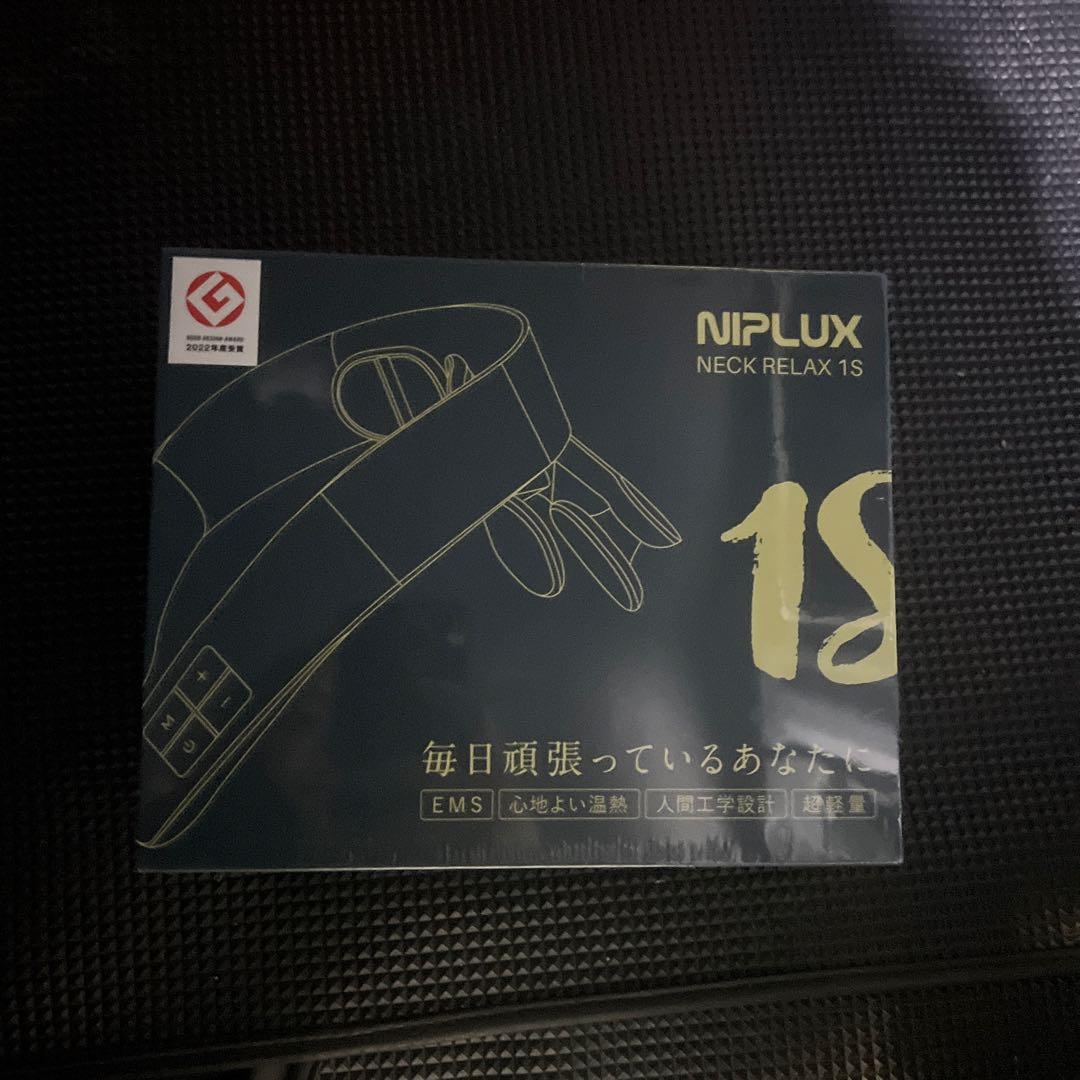 GOOD DESIGN AWARD
2022年度受賞
NIPLUX
NECK RELAX 1S
1S
M
毎日頑張っているあなたに
EMS 心地よい温熱 人間工学設計 超軽量